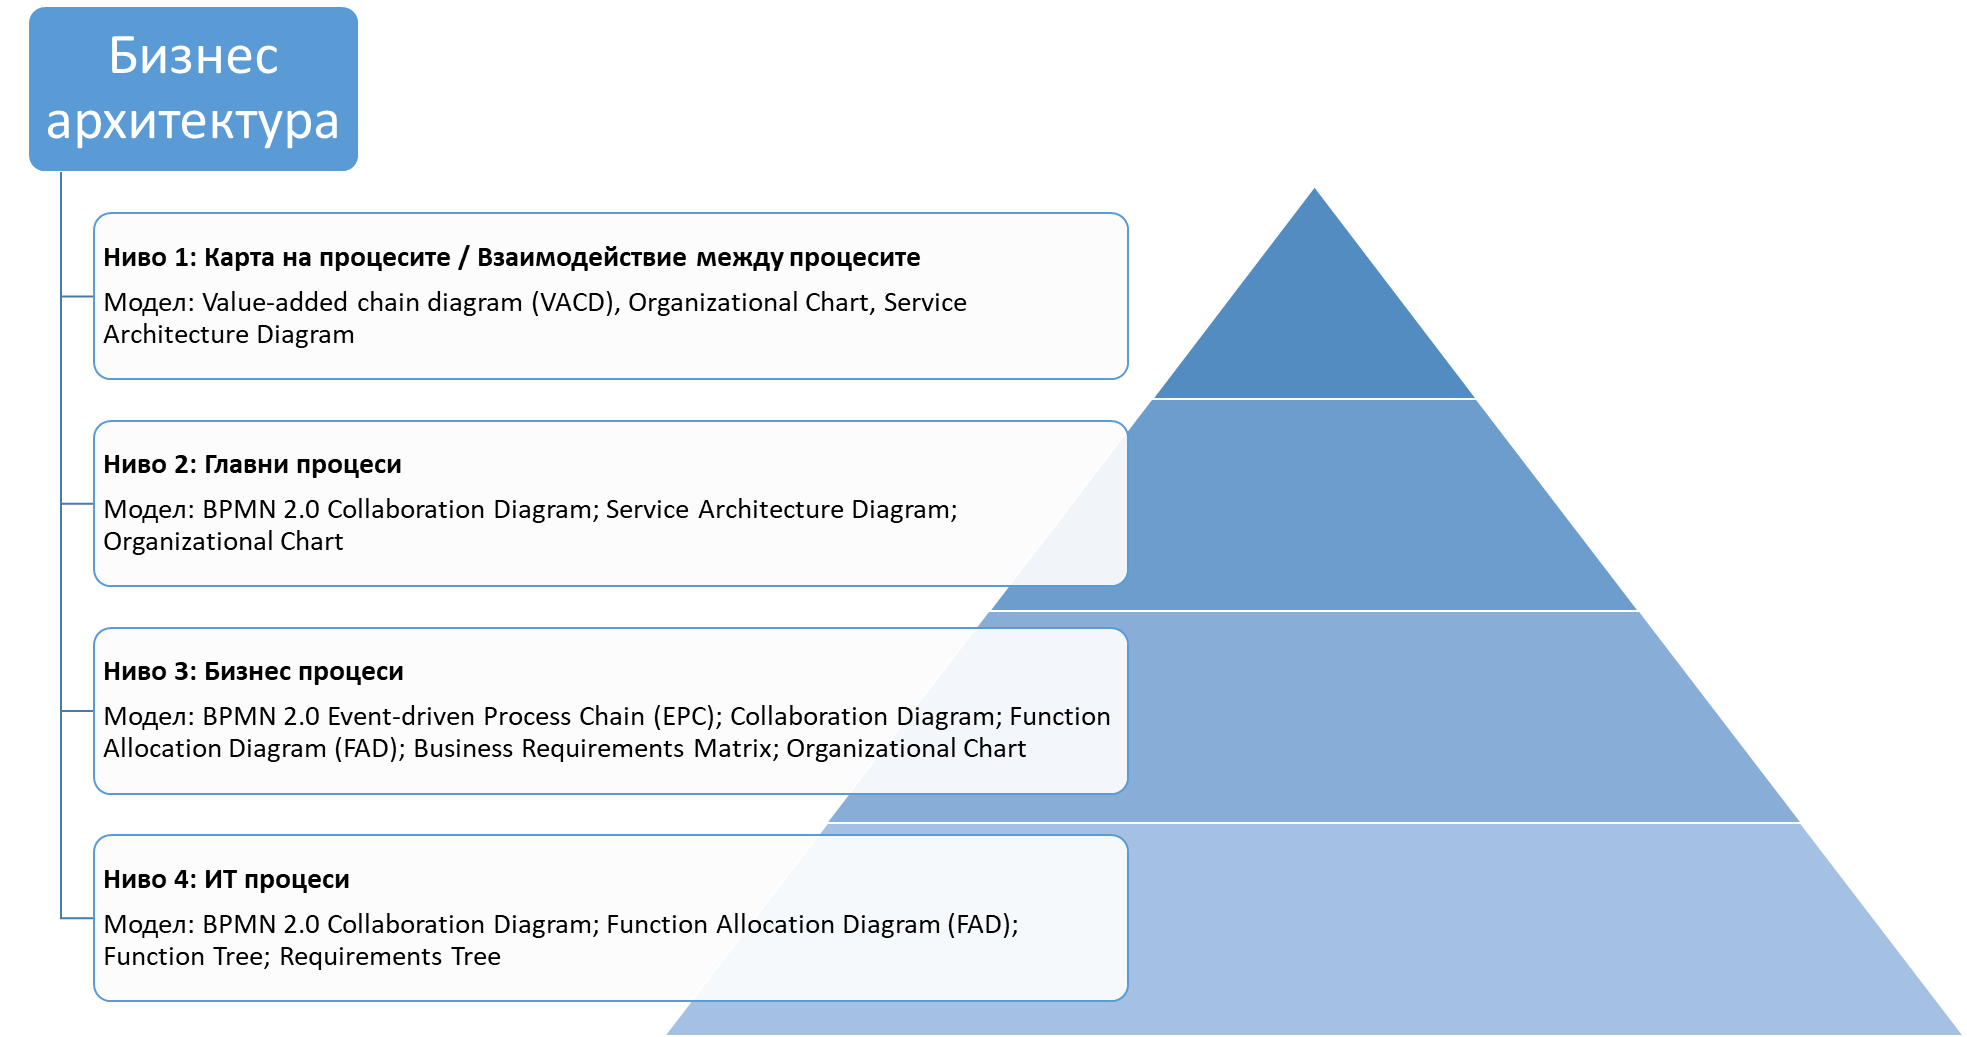 Бизнес
архитектура
Ниво 1: Карта на процесите / Взаимодействие между процесите
Модел: Value-added chain diagram (VACD), Organizational Chart, Service
Architecture Diagram
Ниво 2: Главни процеси
Модел: BPMN 2.0 Collaboration Diagram; Service Architecture Diagram;
Organizational Chart
Ниво 3: Бизнес процеси
Модел: BPMN 2.0 Event-driven Process Chain (EPC); Collaboration Diagram; Function
Allocation Diagram (FAD); Business Requirements Matrix; Organizational Chart
Ниво 4: ИТ процеси
Модел: BPMN 2.0 Collaboration Diagram; Function Allocation Diagram (FAD);
Function Tree; Requirements Tree